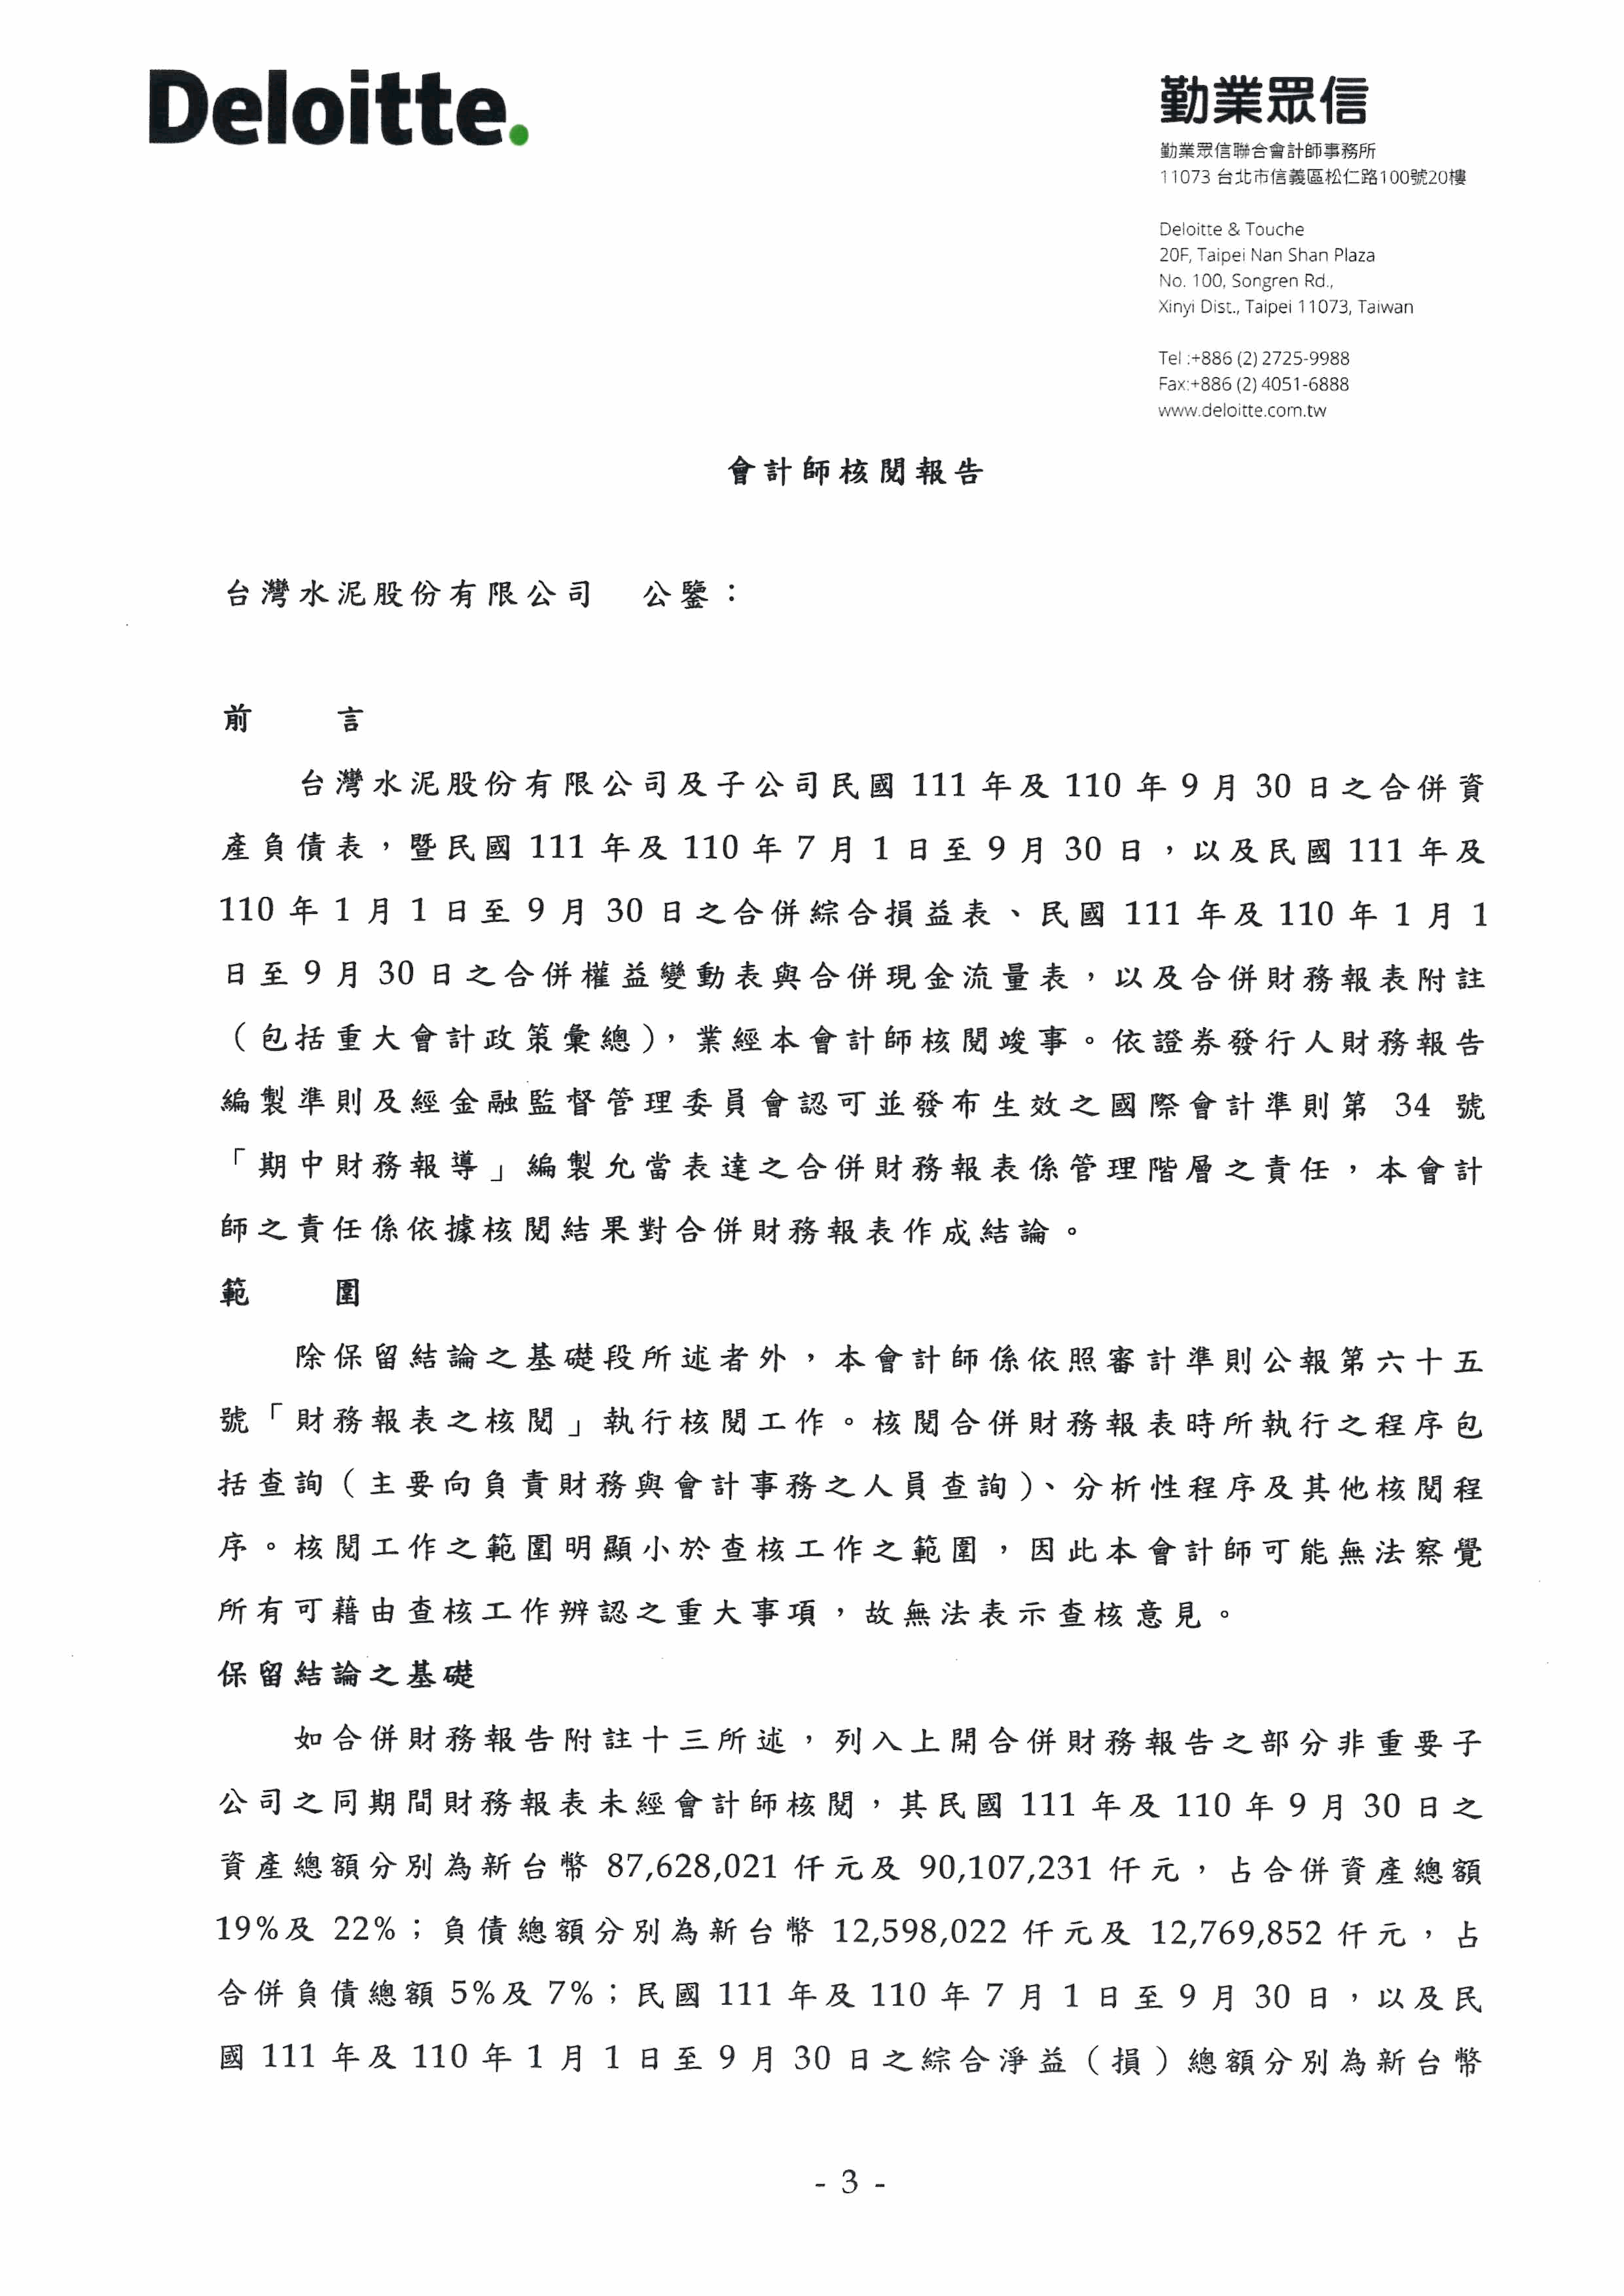 Deloitte.
勤業眾信
勤業眾信聯合會計師事務所
11073 台北市信義區松仁路100號20樓
Deloitte & Touche
20F, Taipei Nan Shan Plaza
No. 100, Songren Rd.,
Xinyi Dist., Taipei 11073, Taiwan
Tel :+886 (2) 2725-9988
Fax:+886 (2) 4051-6888
www.deloitte.com.tw
會計師核閱報告
台灣水泥股份有限公司 公鑒：
前 言
台灣水泥股份有限公司及子公司民國 111 年及 110 年 9 月 30 日之合併資
產負債表，暨民國 111 年及 110 年 7 月 1 日至 9 月 30 日，以及民國 111 年及
110 年 1 月 1 日至 9 月 30 日之合併綜合損益表、民國 111 年及 110 年 1 月 1
日至 9 月 30 日之合併權益變動表與合併現金流量表，以及合併財務報表附註
（包括重大會計政策彙總），業經本會計師核閱竣事。依證券發行人財務報告
編製準則及經金融監督管理委員會認可並發布生效之國際會計準則第 34 號
「期中財務報導」編製允當表達之合併財務報表係管理階層之責任，本會計
師之責任係依據核閱結果對合併財務報表作成結論。
範 圍
除保留結論之基礎段所述者外，本會計師係依照審計準則公報第六十五
號「財務報表之核閱」執行核閱工作。核閱合併財務報表時所執行之程序包
括查詢（主要向負責財務與會計事務之人員查詢）、分析性程序及其他核閱程
序。核閱工作之範圍明顯小於查核工作之範圍，因此本會計師可能無法察覺
所有可藉由查核工作辨認之重大事項，故無法表示查核意見。
保留結論之基礎
如合併財務報告附註十三所述，列入上開合併財務報告之部分非重要子
公司之同期間財務報表未經會計師核閱，其民國 111 年及 110 年 9 月 30 日之
資產總額分別為新台幣 87,628,021 仟元及 90,107,231 仟元，占合併資產總額
19%及 22%；負債總額分別為新台幣 12,598,022 仟元及 12,769,852 仟元，占
合併負債總額 5%及 7%；民國 111 年及 110 年 7 月 1 日至 9 月 30 日，以及民
國 111 年及 110 年 1 月 1 日至 9 月 30 日之綜合淨益（損）總額分別為新台幣
- 3 -